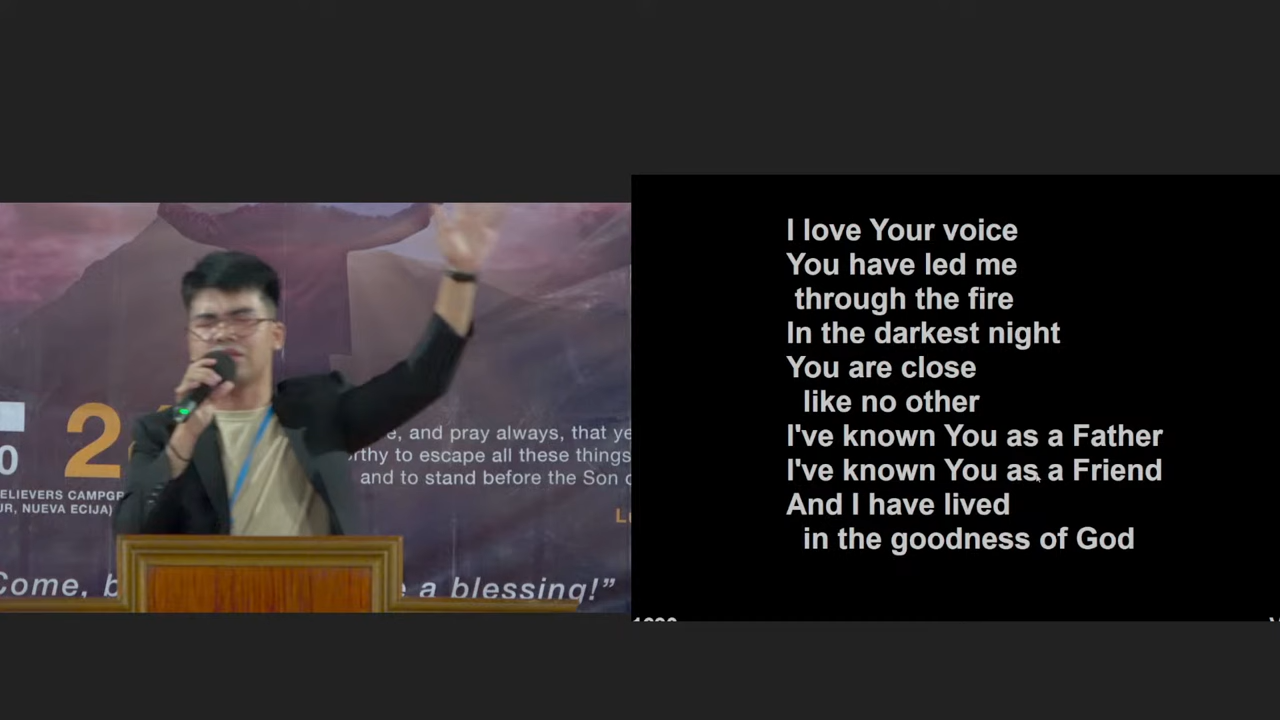 2
0
ELIEVERS CAMPGR
UR, NUEVA ECIJA)
e, and pray always, that ye
rthy to escape all these things
and to stand before the Son
Come, b
e a blessing!”
I love Your voice
You have led me
through the fire
In the darkest night
You are close
like no other
I've known You as a Father
I've known You as a Friend
And I have lived
in the goodness of God